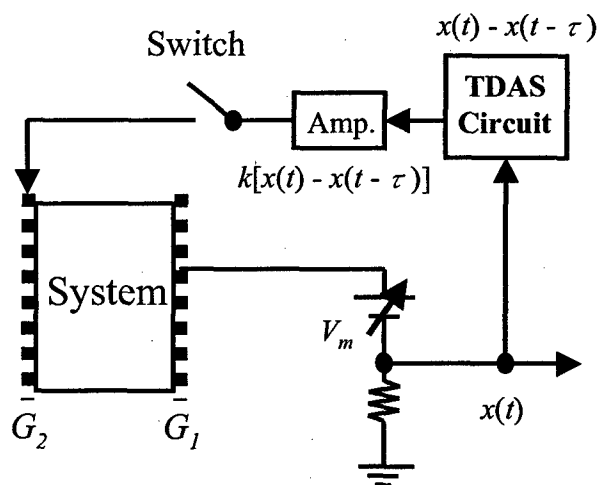 x(t) - x(t - τ)
Switch
TDAS
Circuit
Amp.
k[x(t) - x(t - τ)]
System
V_m
x(t)
G_2
G_1